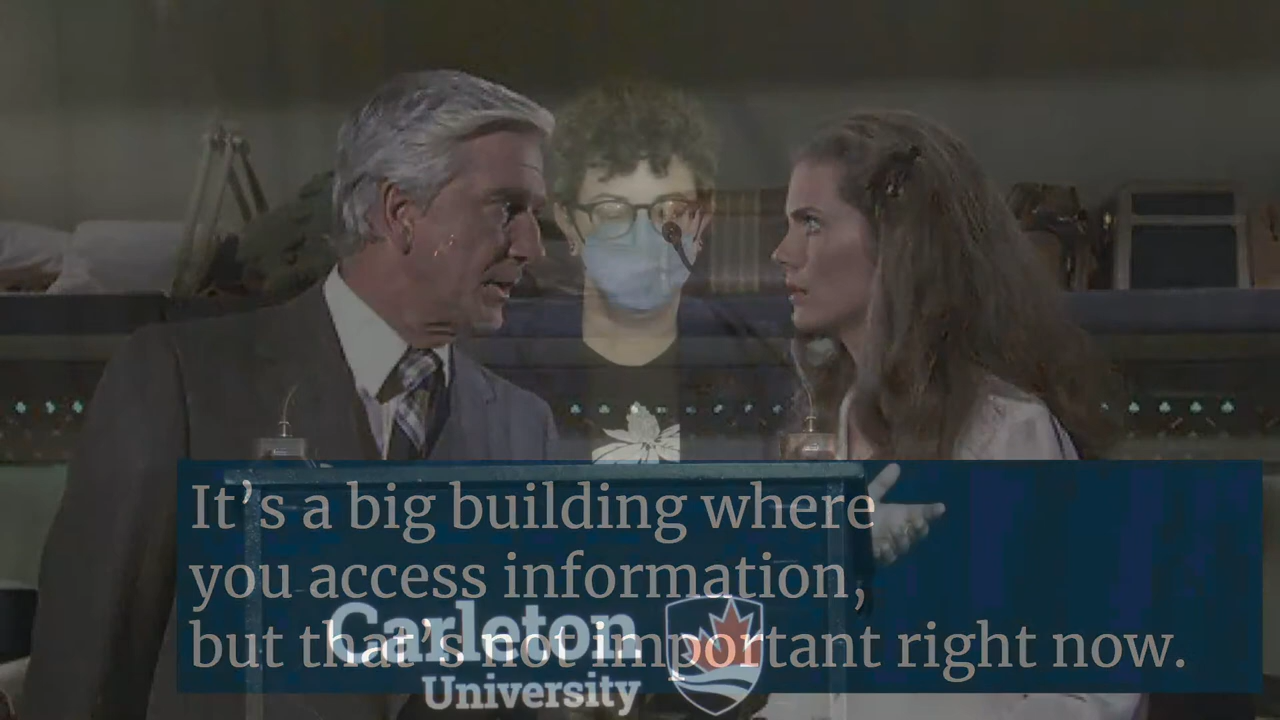 It’s a big building where
you access information,
but that’s not important right now.
Carleton
University